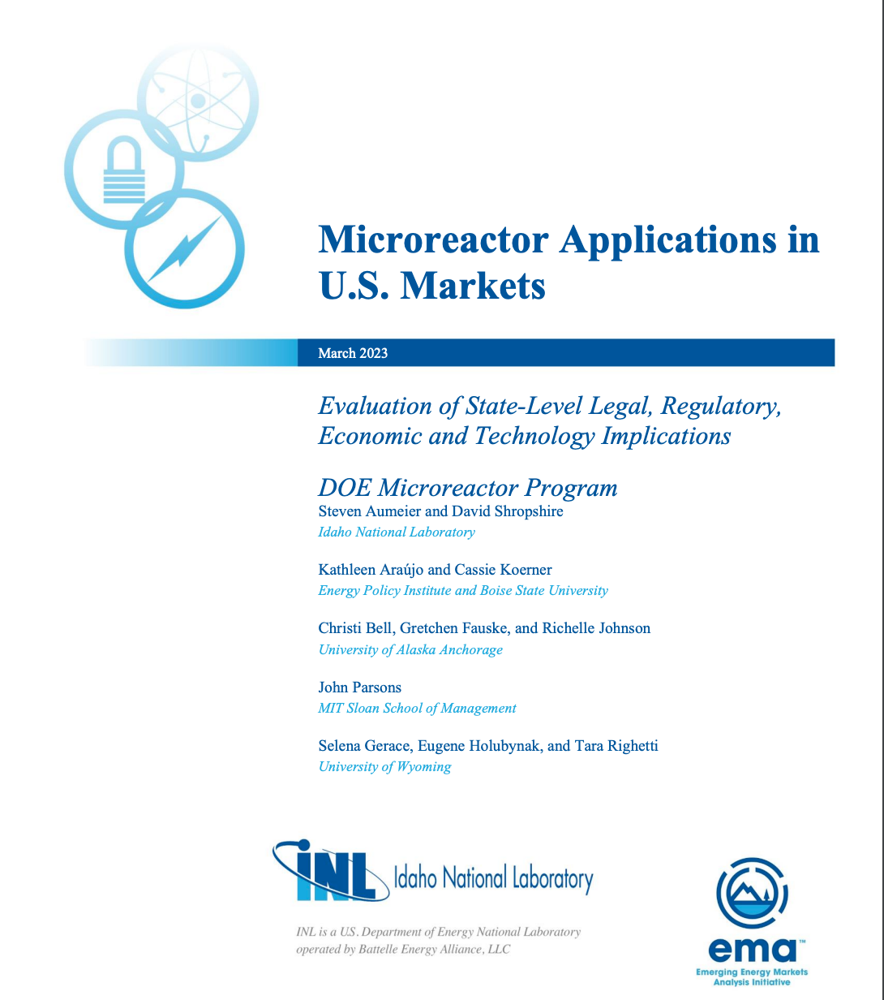 Microreactor Applications in
U.S. Markets
March 2023
Evaluation of State-Level Legal, Regulatory,
Economic and Technology Implications
DOE Microreactor Program
Steven Aumeier and David Shropshire
Idaho National Laboratory
Kathleen Araújo and Cassie Koerner
Energy Policy Institute and Boise State University
Christi Bell, Gretchen Fauske, and Richelle Johnson
University of Alaska Anchorage
John Parsons
MIT Sloan School of Management
Selena Gerace, Eugene Holubynak, and Tara Righetti
University of Wyoming
INL Idaho National Laboratory
INL is a U.S. Department of Energy National Laboratory
operated by Battelle Energy Alliance, LLC
ema™
Emerging Energy Markets
Analysis Initiative